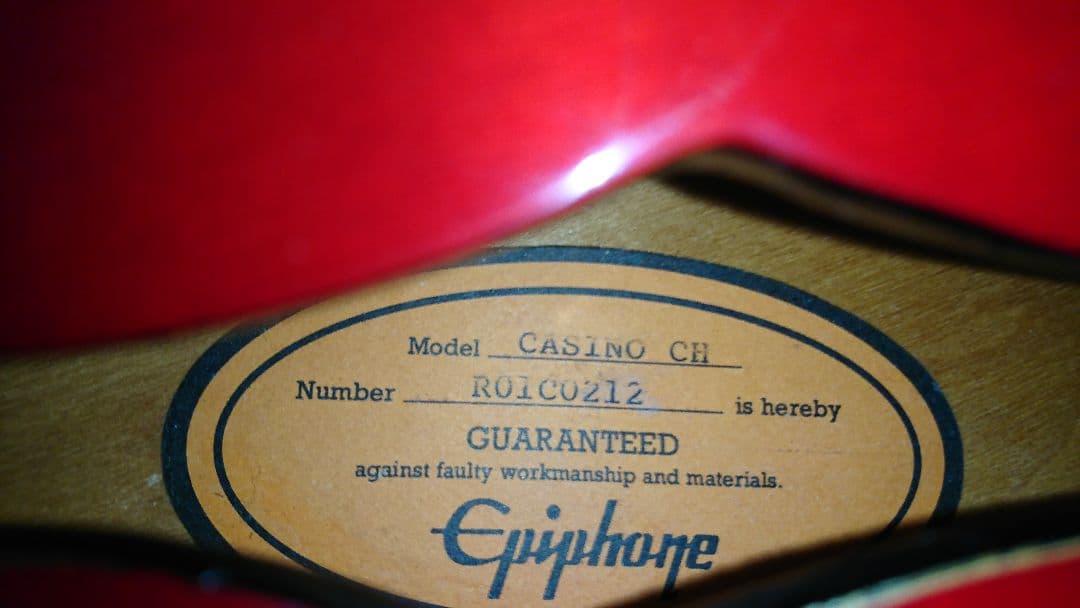 Model CASINO CH
Number R01C0212 is hereby
GUARANTEED
against faulty workmanship and materials.
Epiphone